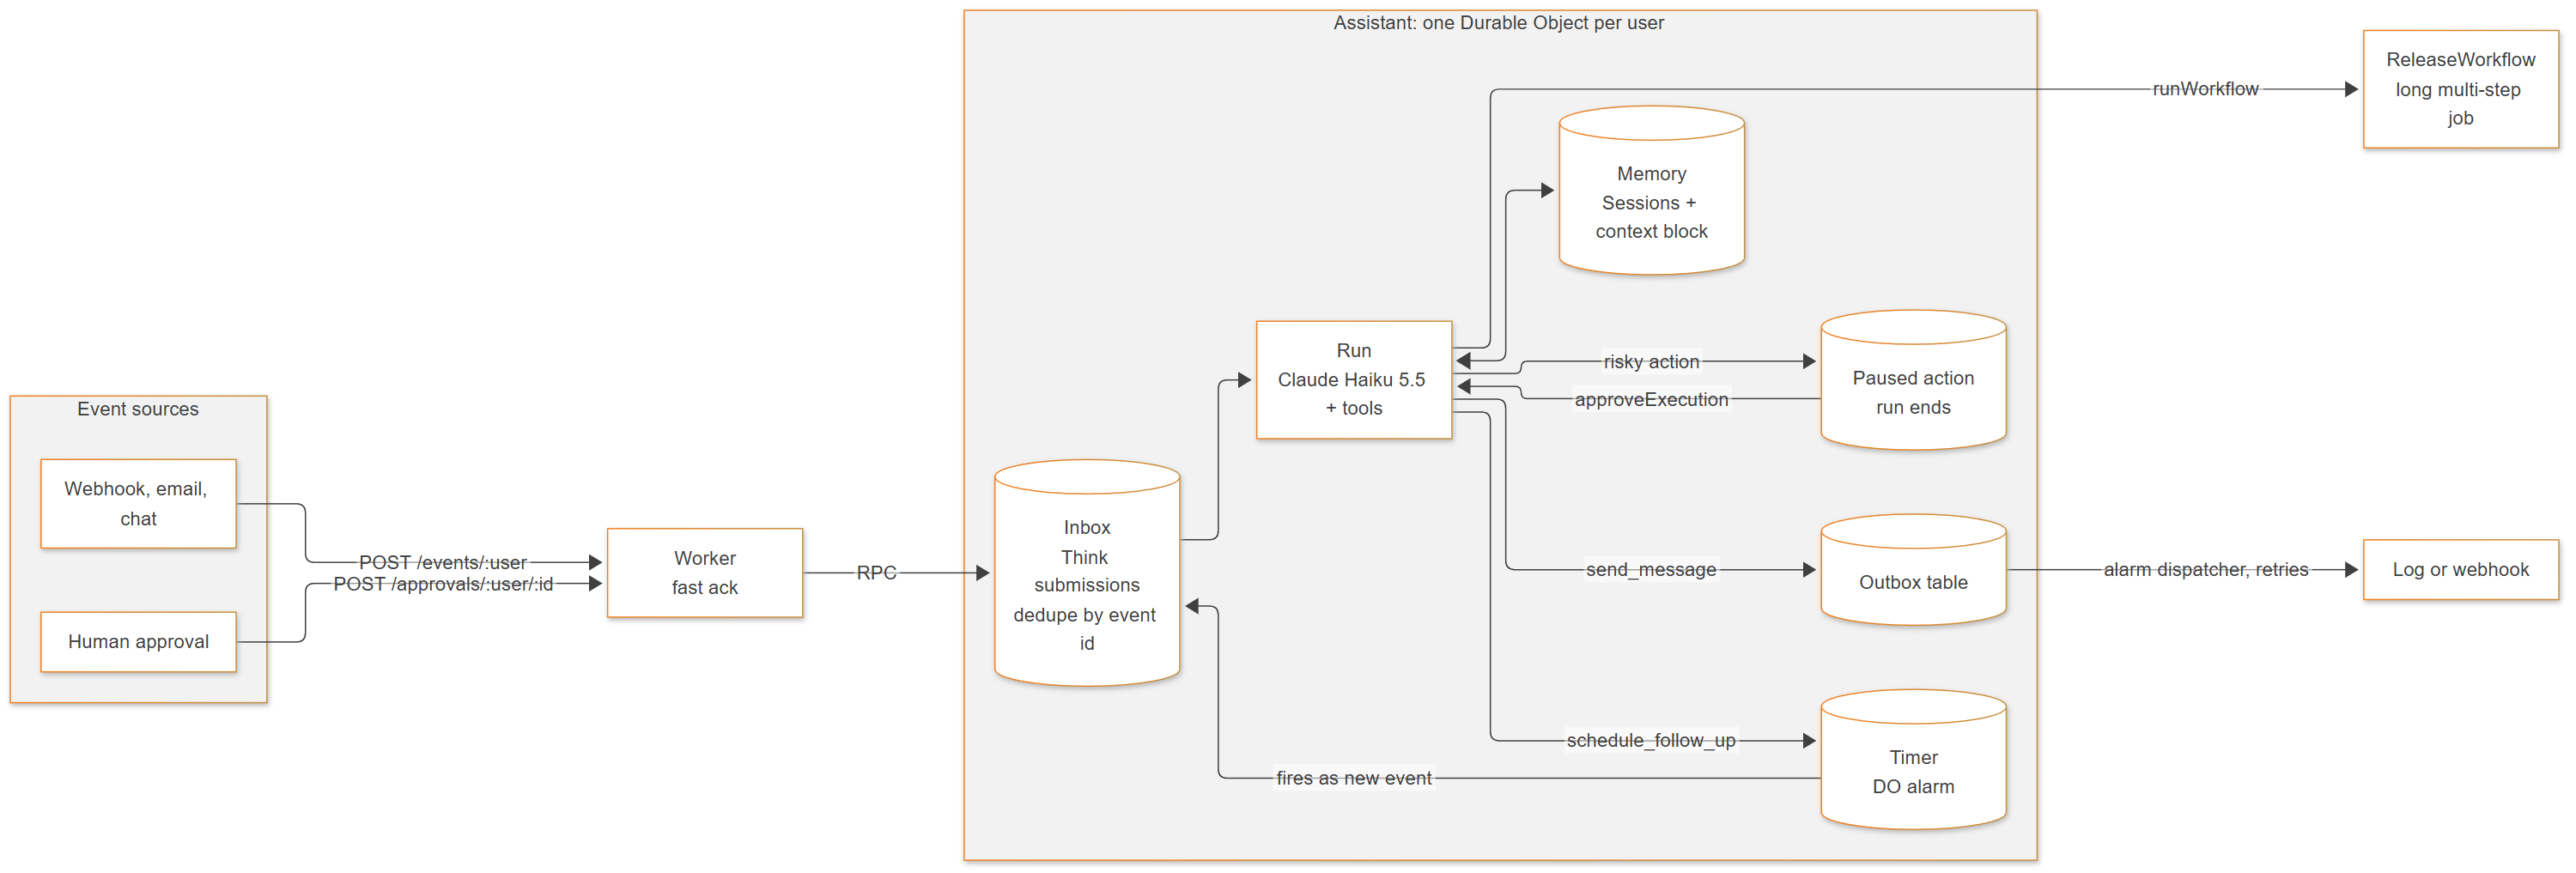 Assistant: one Durable Object per user
ReleaseWorkflow
long multi-step
job
runWorkflow
Memory
Sessions +
context block
Run
Claude Haiku 5.5
+ tools
risky action
approveExecution
Paused action
run ends
Event sources
Webhook, email,
chat
Human approval
POST /events/:user
POST /approvals/:user/:id
Worker
fast ack
RPC
Inbox
Think
submissions
dedupe by event
id
send_message
Outbox table
alarm dispatcher, retries
Log or webhook
schedule_follow_up
fires as new event
Timer
DO alarm